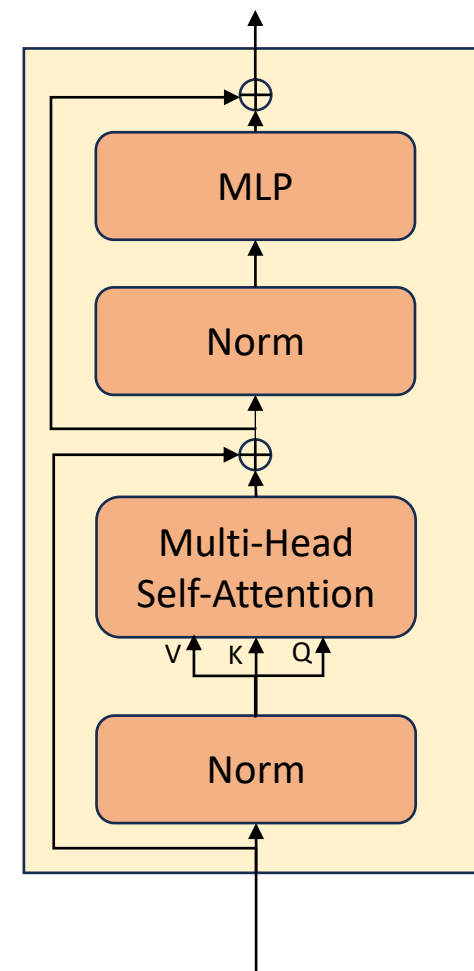 MLP
Norm
Multi-Head
Self-Attention
V K Q
Norm